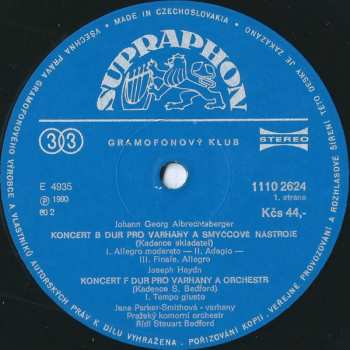 VŠECHNA PRÁVA GRAMOFONOVÉHO VÝROBCE A VLASTNÍKŮ AUTORSKÝCH PRÁV K DÍLU VYHRAŽENA. POŘIZOVÁNÍ KOPIÍ, VEŘEJNÉ PROVOZOVÁNÍ A ROZHLASOVÉ ŠÍŘENÍ TÉTO DESKY JE ZAKÁZÁNO
• MADE IN CZECHOSLOVAKIA •
SUPRAPHON
33
GRAMOFONOVÝ KLUB
STEREO
E 4935
℗ 1980
80 2
1110 2624
1. strana
Kčs 44,-
Johann Georg Albrechtsberger
KONCERT B DUR PRO VARHANY A SMYČCOVÉ NÁSTROJE
(Kadence skladatel)
I. Allegro moderato — II. Adagio —
III. Finale. Allegro
Joseph Haydn
KONCERT F DUR PRO VARHANY A ORCHESTR
(Kadence S. Bedford)
I. Tempo giusto
Jane Parker-Smithová - varhany
Pražský komorní orchestr
Řídí Steuart Bedford